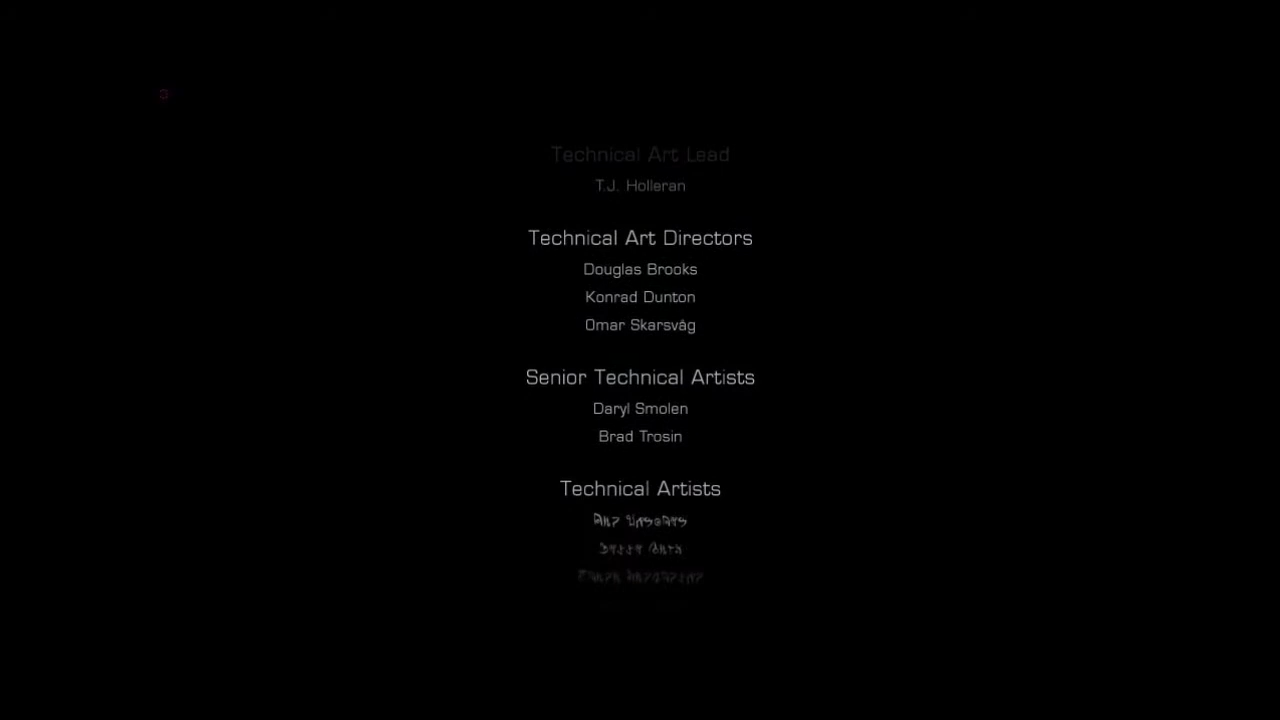 Technical Art Lead
T.J. Holleran
Technical Art Directors
Douglas Brooks
Konrad Dunton
Omar Skarsvåg
Senior Technical Artists
Daryl Smolen
Brad Trosin
Technical Artists